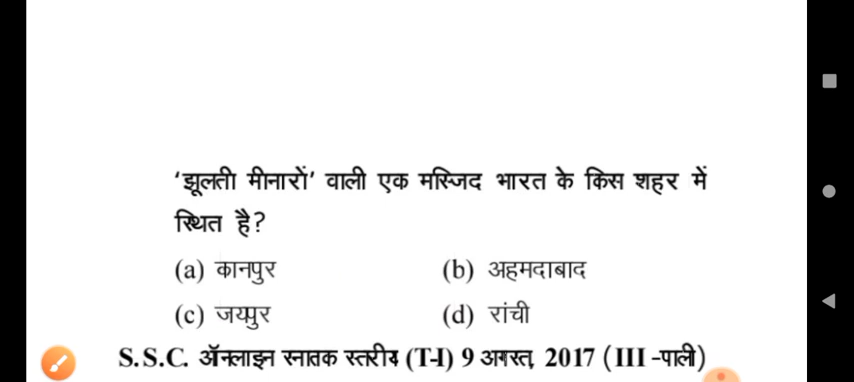 ‘झूलती मीनारों’ वाली एक मस्जिद भारत के किस शहर में
स्थित है?
(a) कानपुर (b) अहमदाबाद
(c) जयपुर (d) रांची
S.S.C. ऑनलाइन स्नातक स्तरीय (T-I) 9 अगस्त, 2017 (III -पाली)